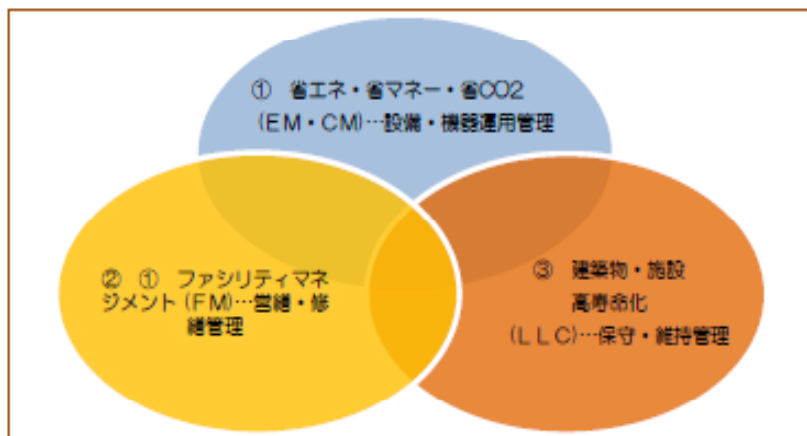 ① 省エネ・省マネー・省CO2
(EM・CM)…設備・機器運用管理
② ① ファシリティマネ
ジメント(FM)…営繕・修
繕管理
③ 建築物・施設
高寿命化
(LLC)…保守・維持管理